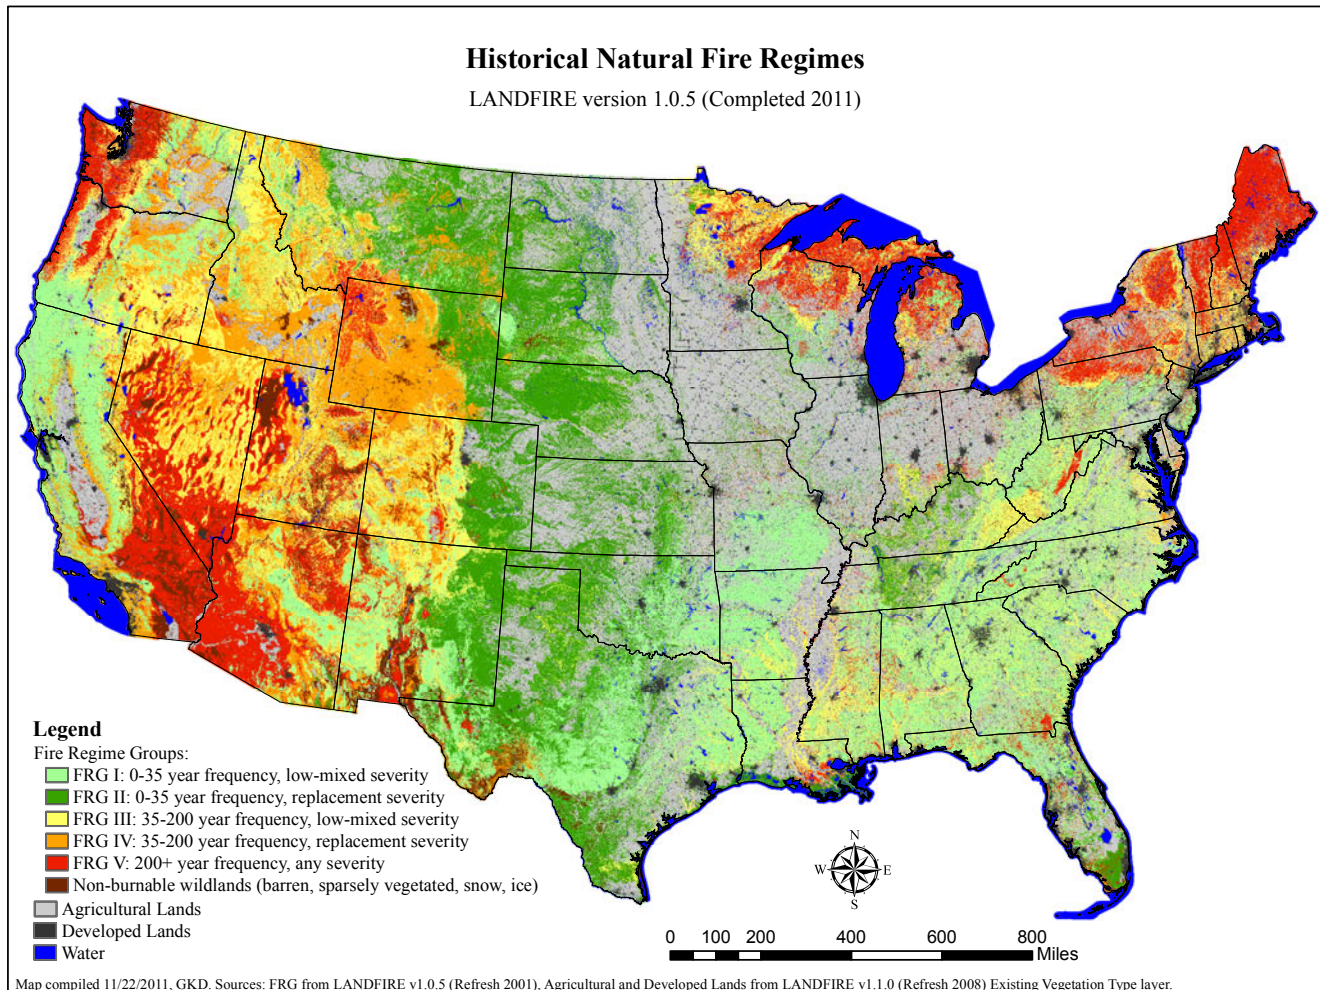 Historical Natural Fire Regimes
LANDFIRE version 1.0.5 (Completed 2011)
Legend
Fire Regime Groups:
FRG I: 0-35 year frequency, low-mixed severity
FRG II: 0-35 year frequency, replacement severity
FRG III: 35-200 year frequency, low-mixed severity
FRG IV: 35-200 year frequency, replacement severity
FRG V: 200+ year frequency, any severity
Non-burnable wildlands (barren, sparsely vegetated, snow, ice)
Agricultural Lands
Developed Lands
Water
N
W E
S
0 100 200 400 600 800
Miles
Map compiled 11/22/2011, GKD. Sources: FRG from LANDFIRE v1.0.5 (Refresh 2001), Agricultural and Developed Lands from LANDFIRE v1.1.0 (Refresh 2008) Existing Vegetation Type layer.